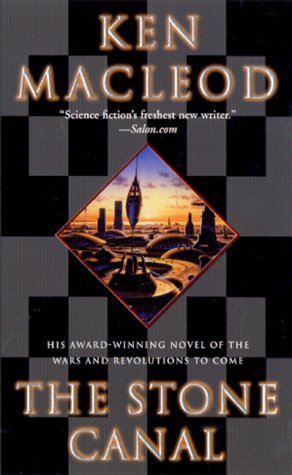 KEN
MACLEOD
“Science fiction’s freshest new writer.”
—Salon.com
HIS AWARD-WINNING NOVEL OF THE
WARS AND REVOLUTIONS TO COME
THE STONE
CANAL